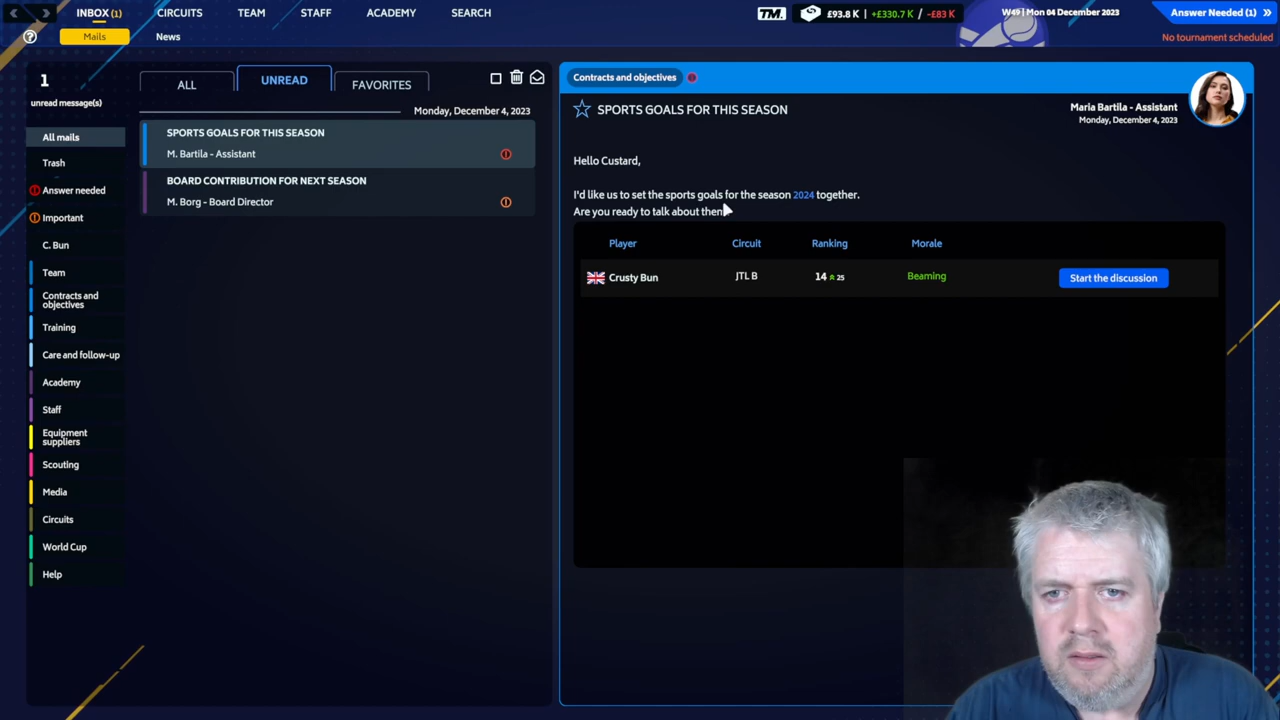 INBOX (1)
CIRCUITS
TEAM
STAFF
ACADEMY
SEARCH
TM.
£93.8 K | +£330.7 K / -£83 K
W49 | Mon 04 December 2023
Answer Needed (1)
No tournament scheduled
Mails
News
1
unread message(s)
ALL
UNREAD
FAVORITES
Monday, December 4, 2023
All mails
Trash
Answer needed
Important
C. Bun
Team
Contracts and
objectives
Training
Care and follow-up
Academy
Staff
Equipment
suppliers
Scouting
Media
Circuits
World Cup
Help
SPORTS GOALS FOR THIS SEASON
M. Bartila - Assistant
BOARD CONTRIBUTION FOR NEXT SEASON
M. Borg - Board Director
Contracts and objectives
SPORTS GOALS FOR THIS SEASON
Maria Bartila - Assistant
Monday, December 4, 2023
Hello Custard,
I'd like us to set the sports goals for the season 2024 together.
Are you ready to talk about them
Player Circuit Ranking Morale
Crusty Bun JTL B 14 25 Beaming Start the discussion